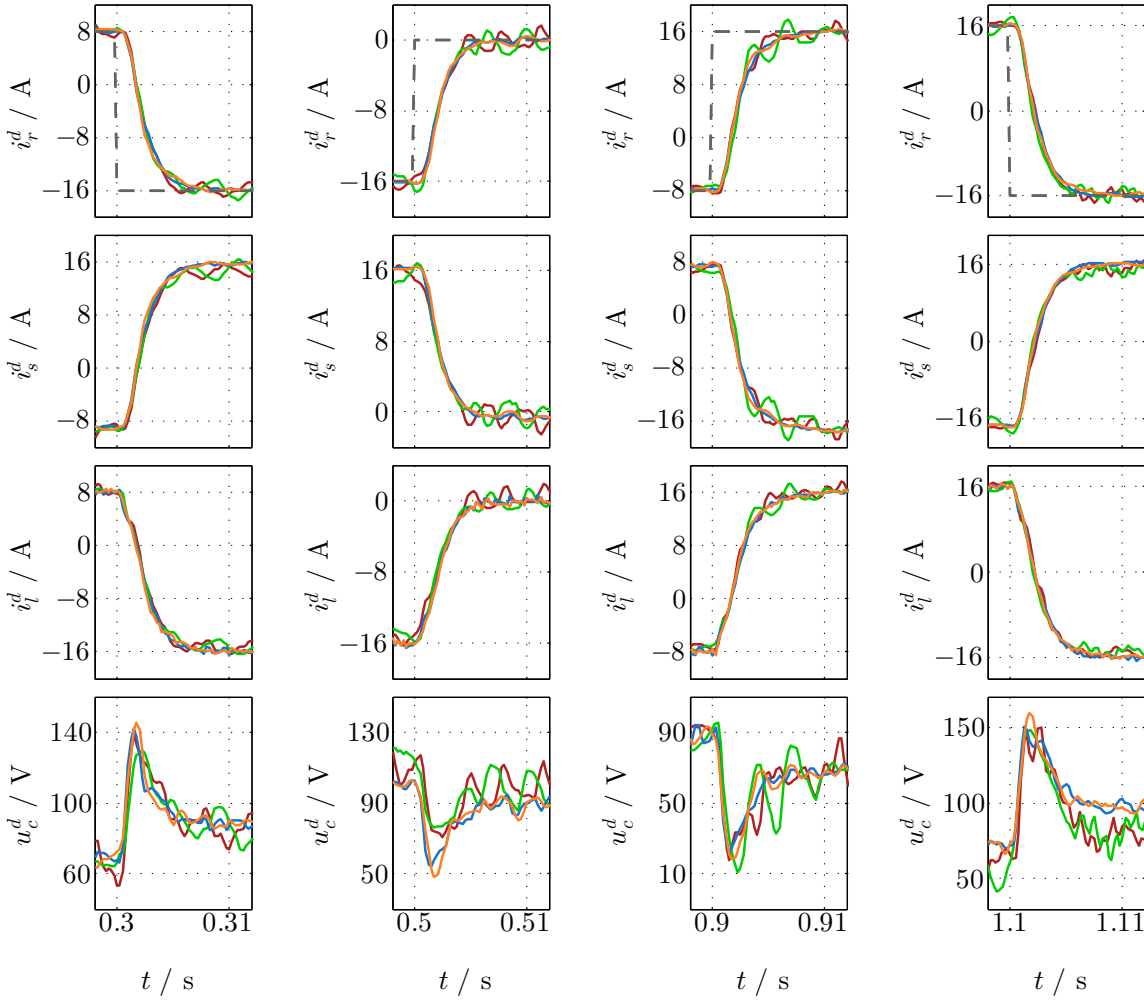 8
0
−8
−16
i_r^d / A
0
−8
−16
i_r^d / A
16
8
0
−8
i_r^d / A
16
0
−16
i_r^d / A
16
8
0
−8
i_s^d / A
16
8
0
i_s^d / A
8
0
−8
−16
i_s^d / A
16
0
−16
i_s^d / A
8
0
−8
−16
i_l^d / A
0
−8
−16
i_l^d / A
16
8
0
−8
i_l^d / A
16
0
−16
i_l^d / A
140
100
60
u_c^d / V
0.3 0.31
t / s
130
90
50
u_c^d / V
0.5 0.51
t / s
90
50
10
u_c^d / V
0.9 0.91
t / s
150
100
50
u_c^d / V
1.1 1.11
t / s